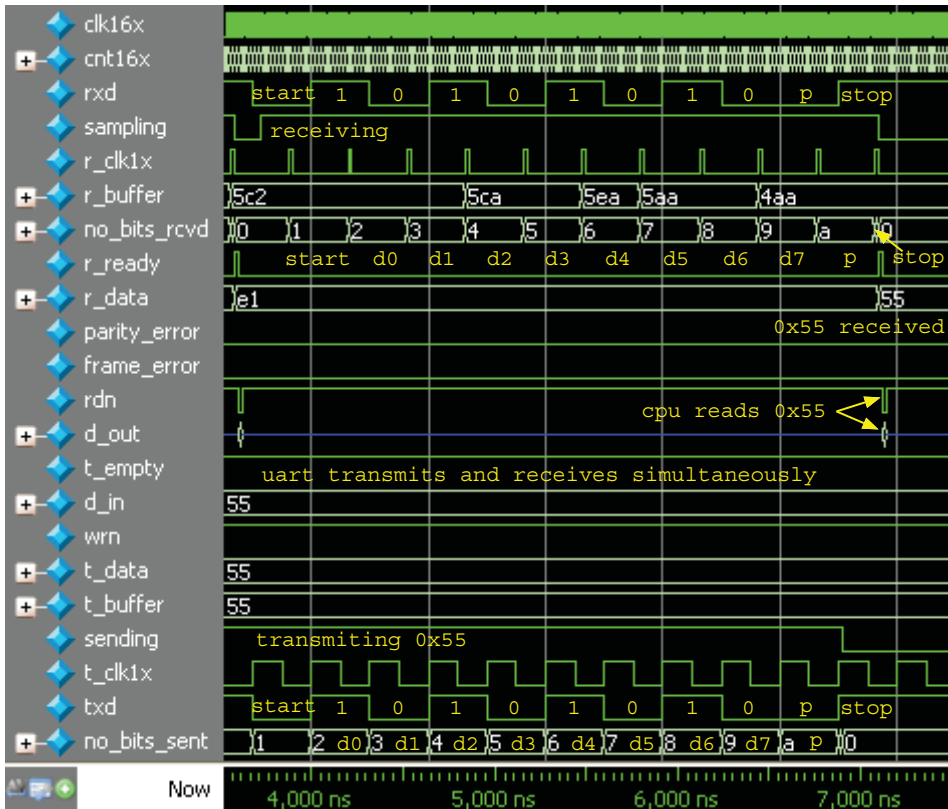 clk16x
cnt16x
rxd start 1 0 1 0 1 0 1 0 p stop
sampling receiving
r_clk1x
r_buffer 5c2 5ca 5ea 5aa 4aa
no_bits_rcvd 0 1 2 3 4 5 6 7 8 9 a 0
r_ready start d0 d1 d2 d3 d4 d5 d6 d7 p stop
r_data e1 55
parity_error 0x55 received
frame_error
rdn cpu reads 0x55
d_out
t_empty uart transmits and receives simultaneously
d_in 55
wrn
t_data 55
t_buffer 55
sending transmiting 0x55
t_clk1x
txd start 1 0 1 0 1 0 1 0 p stop
no_bits_sent 1 2 d0 3 d1 4 d2 5 d3 6 d4 7 d5 8 d6 9 d7 a p 0
Now 4,000 ns 5,000 ns 6,000 ns 7,000 ns